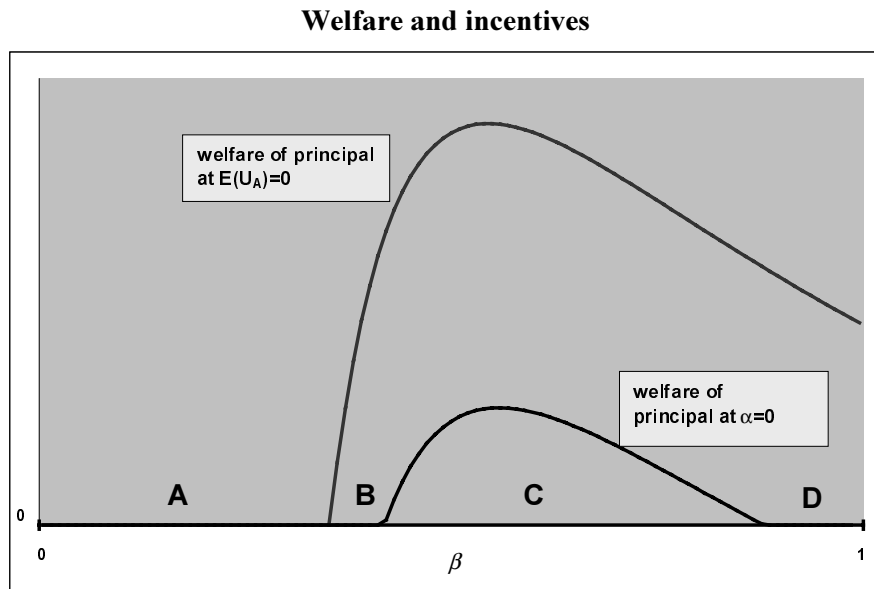 Welfare and incentives
welfare of principal
at E(U_A)=0
welfare of
principal at α=0
A
B
C
D
0
0
β
1